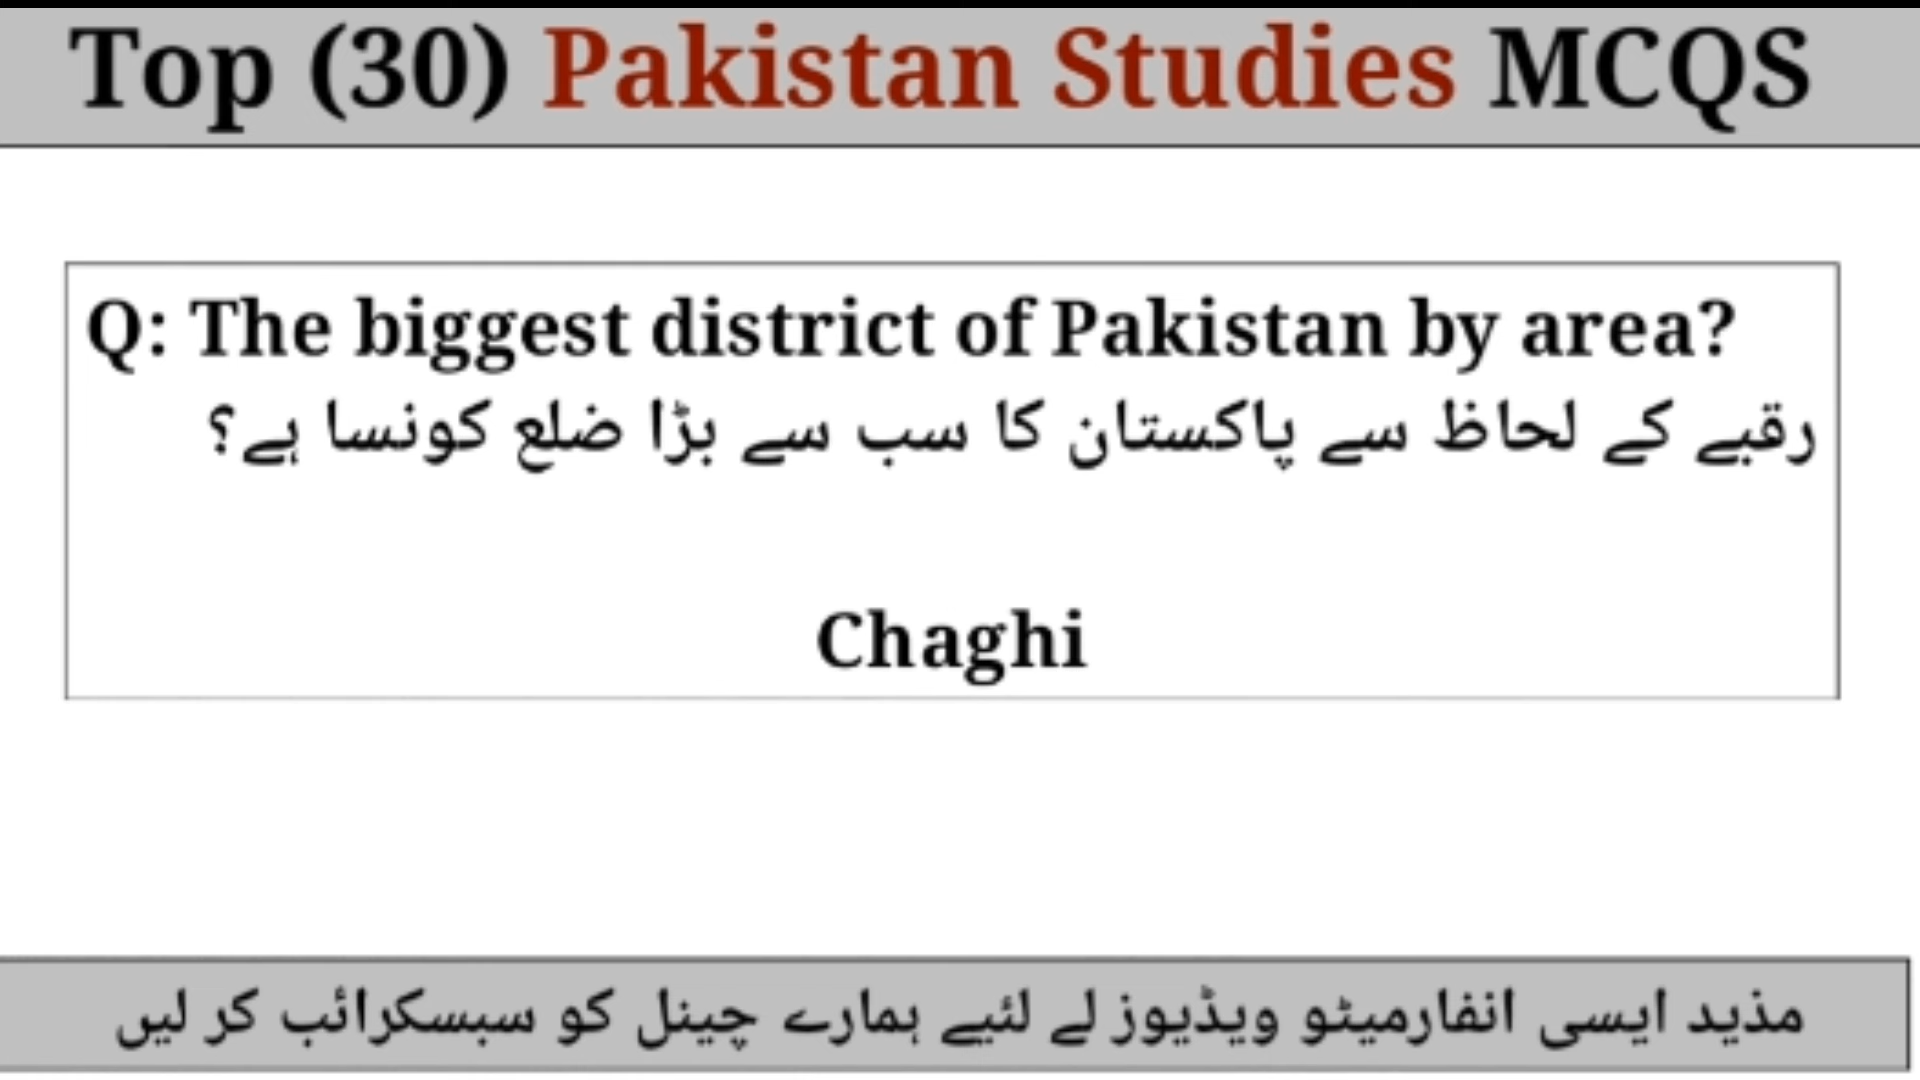 Top (30) Pakistan Studies MCQS
Q: The biggest district of Pakistan by area?
رقبے کے لحاظ سے پاکستان کا سب سے بڑا ضلع کونسا ہے؟
Chaghi
مذید ایسی انفارمیٹو ویڈیوز لے لئیے ہمارے چینل کو سبسکرائب کر لیں